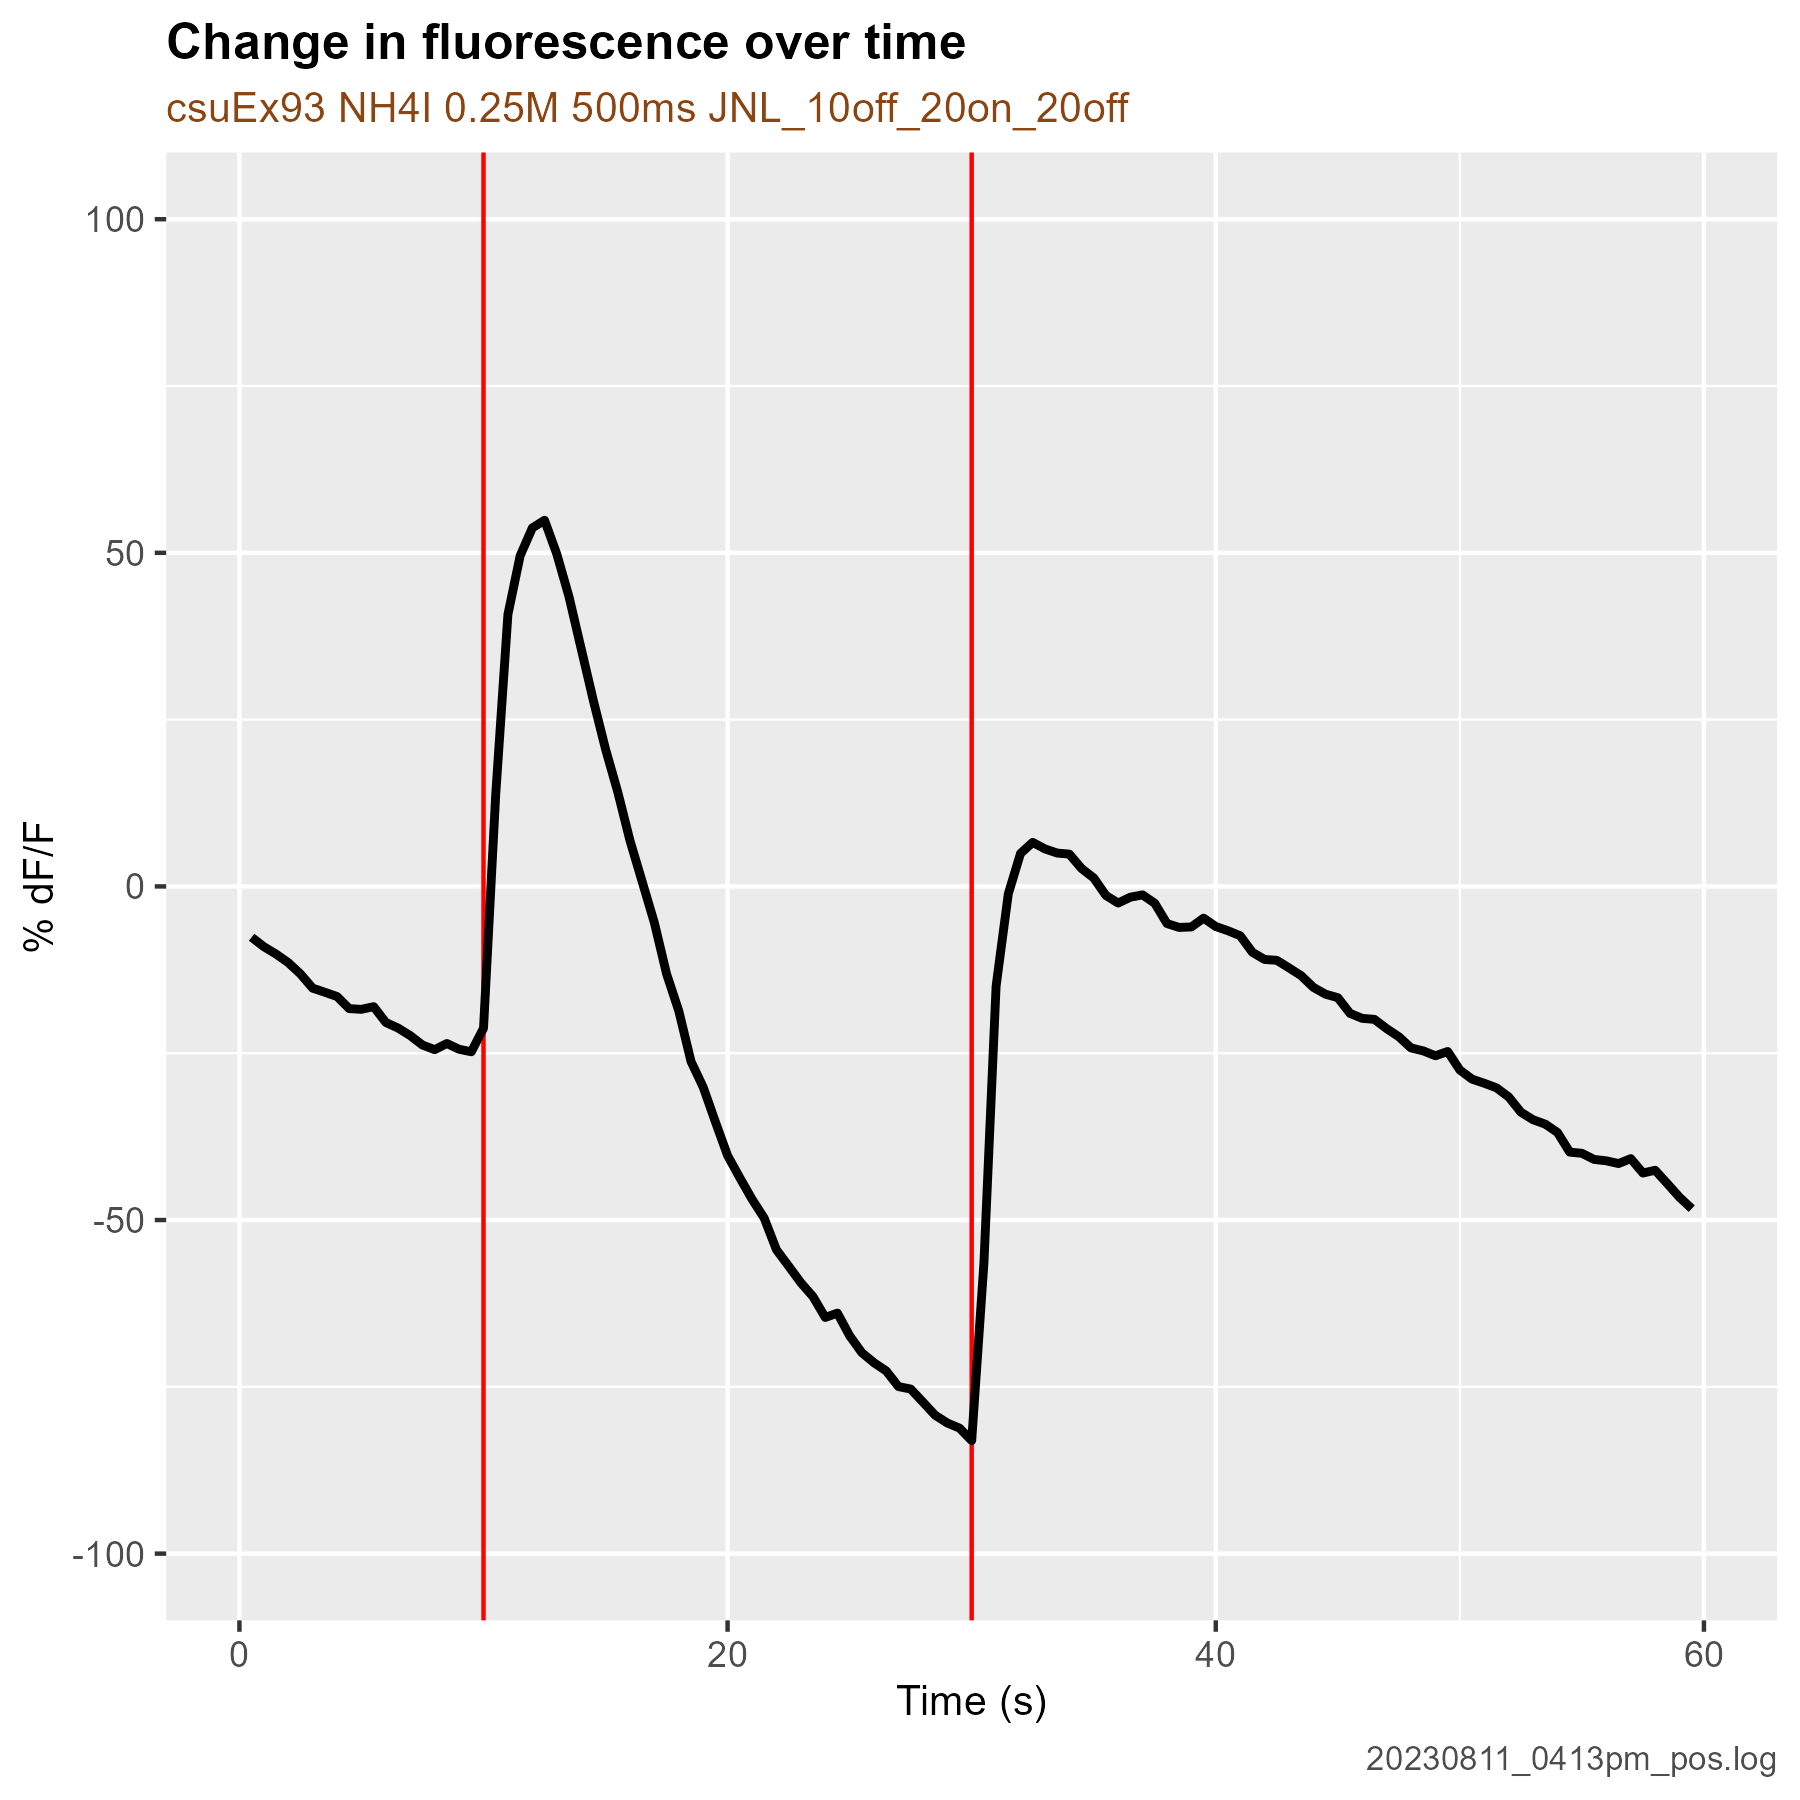 Change in fluorescence over time
csuEx93 NH4I 0.25M 500ms JNL_10off_20on_20off
100
50
0
-50
-100
% dF/F
0 20 40 60
Time (s)
20230811_0413pm_pos.log